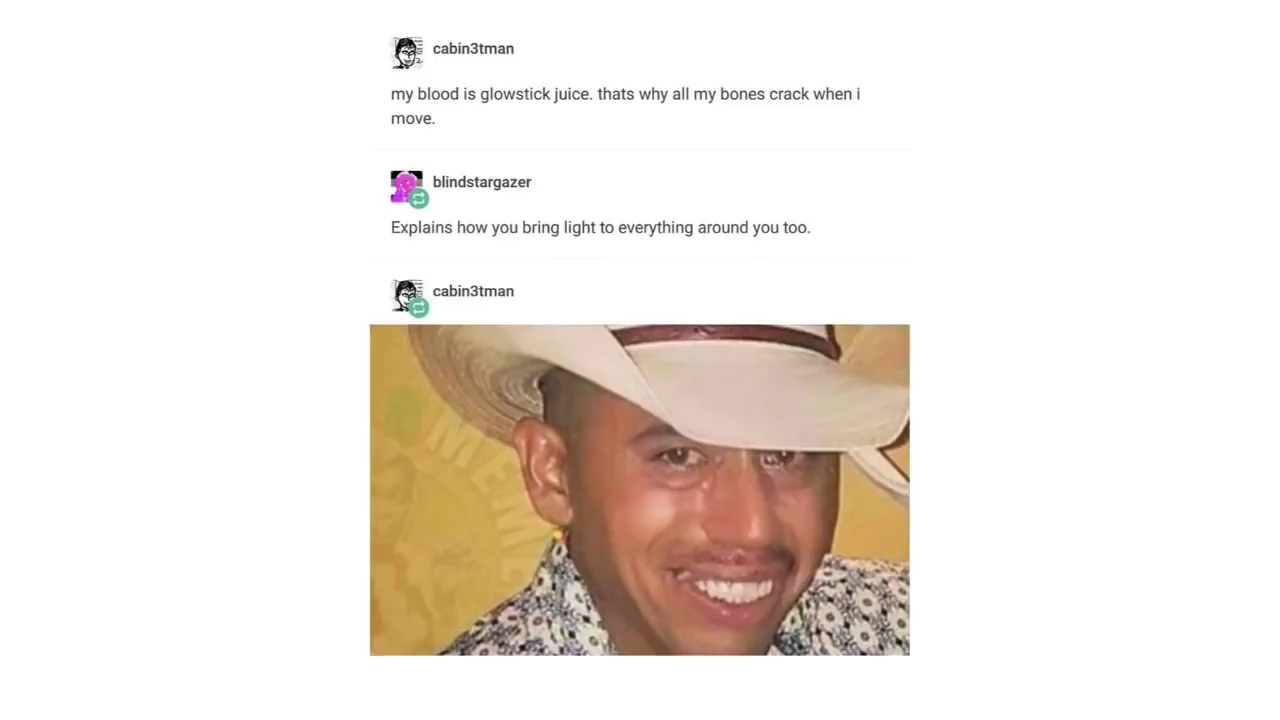 cabin3tman
my blood is glowstick juice. thats why all my bones crack when i
move.
blindstargazer
Explains how you bring light to everything around you too.
cabin3tman